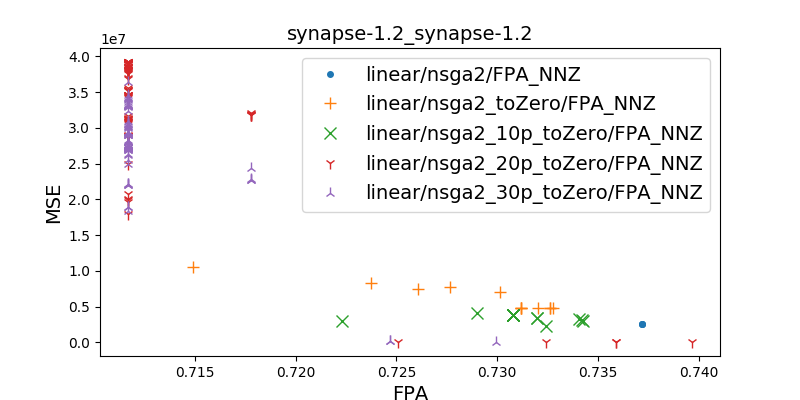 synapse-1.2_synapse-1.2
1e7
linear/nsga2/FPA_NNZ
linear/nsga2_toZero/FPA_NNZ
linear/nsga2_10p_toZero/FPA_NNZ
linear/nsga2_20p_toZero/FPA_NNZ
linear/nsga2_30p_toZero/FPA_NNZ
MSE
4.0
3.5
3.0
2.5
2.0
1.5
1.0
0.5
0.0
0.715
0.720
0.725
0.730
0.735
0.740
FPA